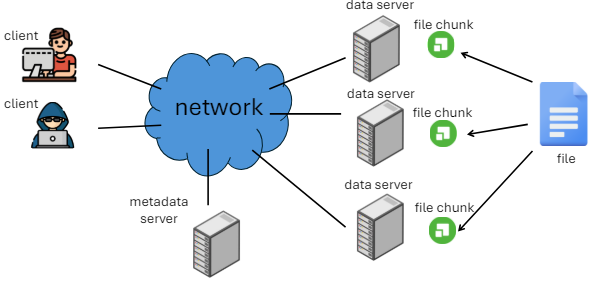 data server
client
file chunk
network
client
data server
file chunk
file
data server
metadata
server
file chunk